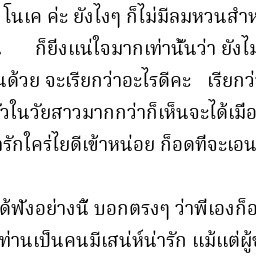 โนเค ค่ะ ยังไงๆ ก็ไม่มีลมหวนสำห
ก็ยึงแน่ใจมากเท่านั้นว่า ยังไม
นด้วย จะเรียกว่าอะไรดีคะ เรียกว่
วในวัยสาวมากกว่าก็เห็นจะได้เมือ
รักใคร่ไยดีเข้าหน่อย ก็อดที่จะเอน
ด้ฟังอย่างนี้ บอกตรงๆ ว่าพี่เองก็อ
ท่านเป็นคนมีเสน่ห์น่ารัก แม้แต่ผู้ช